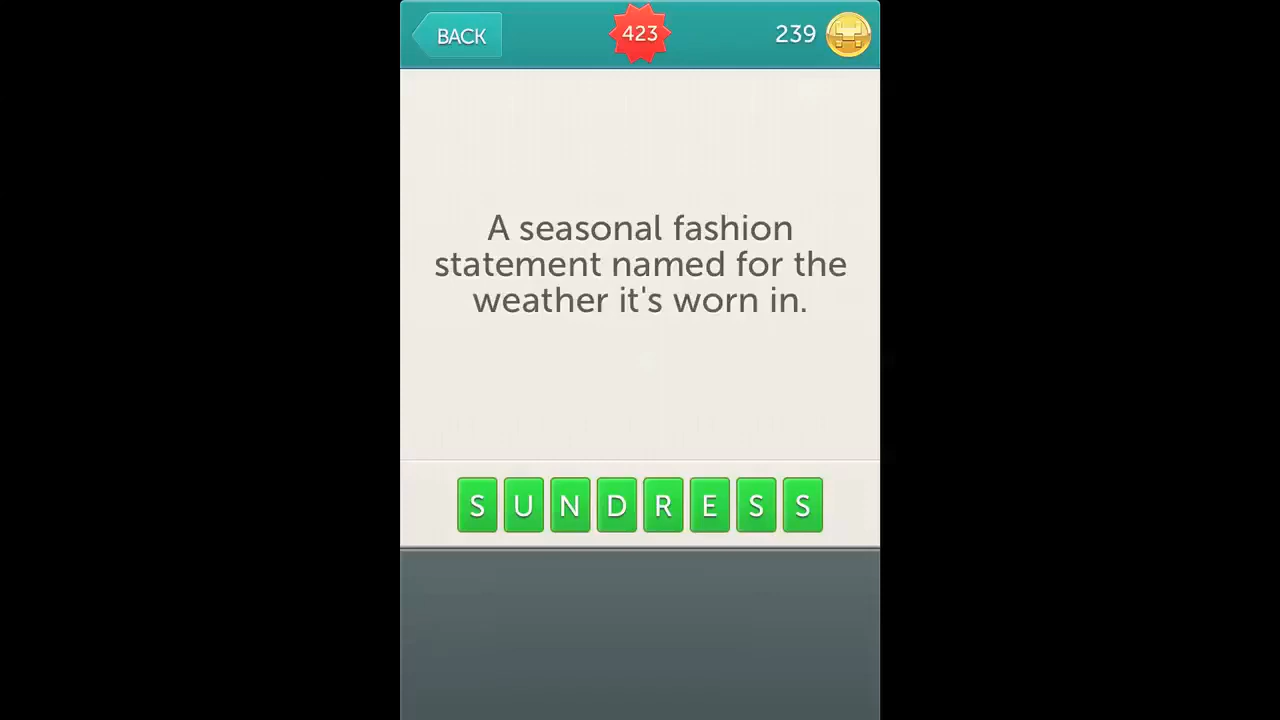 BACK
423
239
A seasonal fashion
statement named for the
weather it's worn in.
SUNDRESS